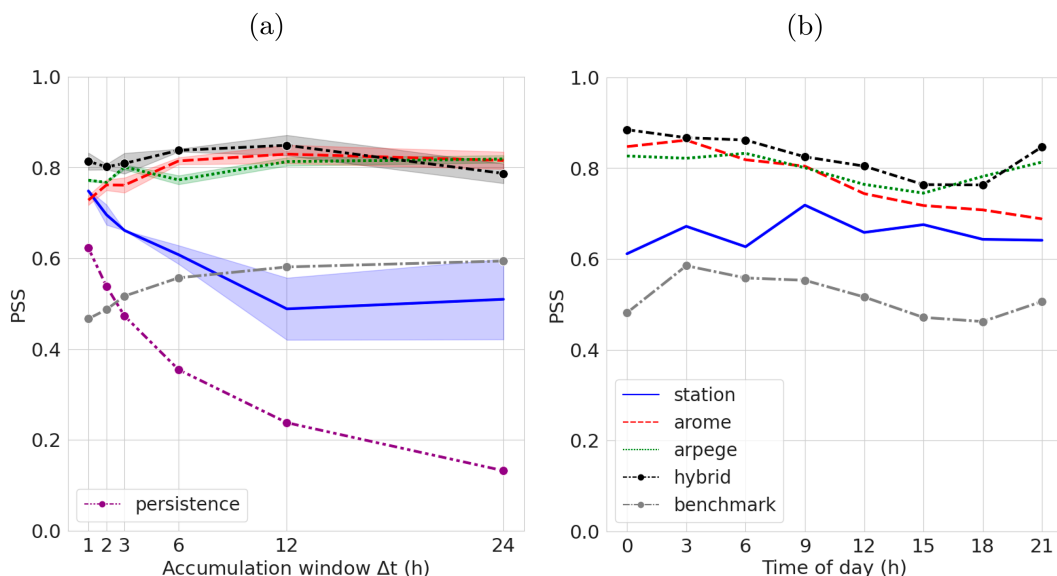 (a)
(b)
PSS
1.0
0.8
0.6
0.4
0.2
0.0
persistence
1 2 3 6 12 24
Accumulation window Δt (h)
PSS
1.0
0.8
0.6
0.4
0.2
0.0
station
arome
arpege
hybrid
benchmark
0 3 6 9 12 15 18 21
Time of day (h)